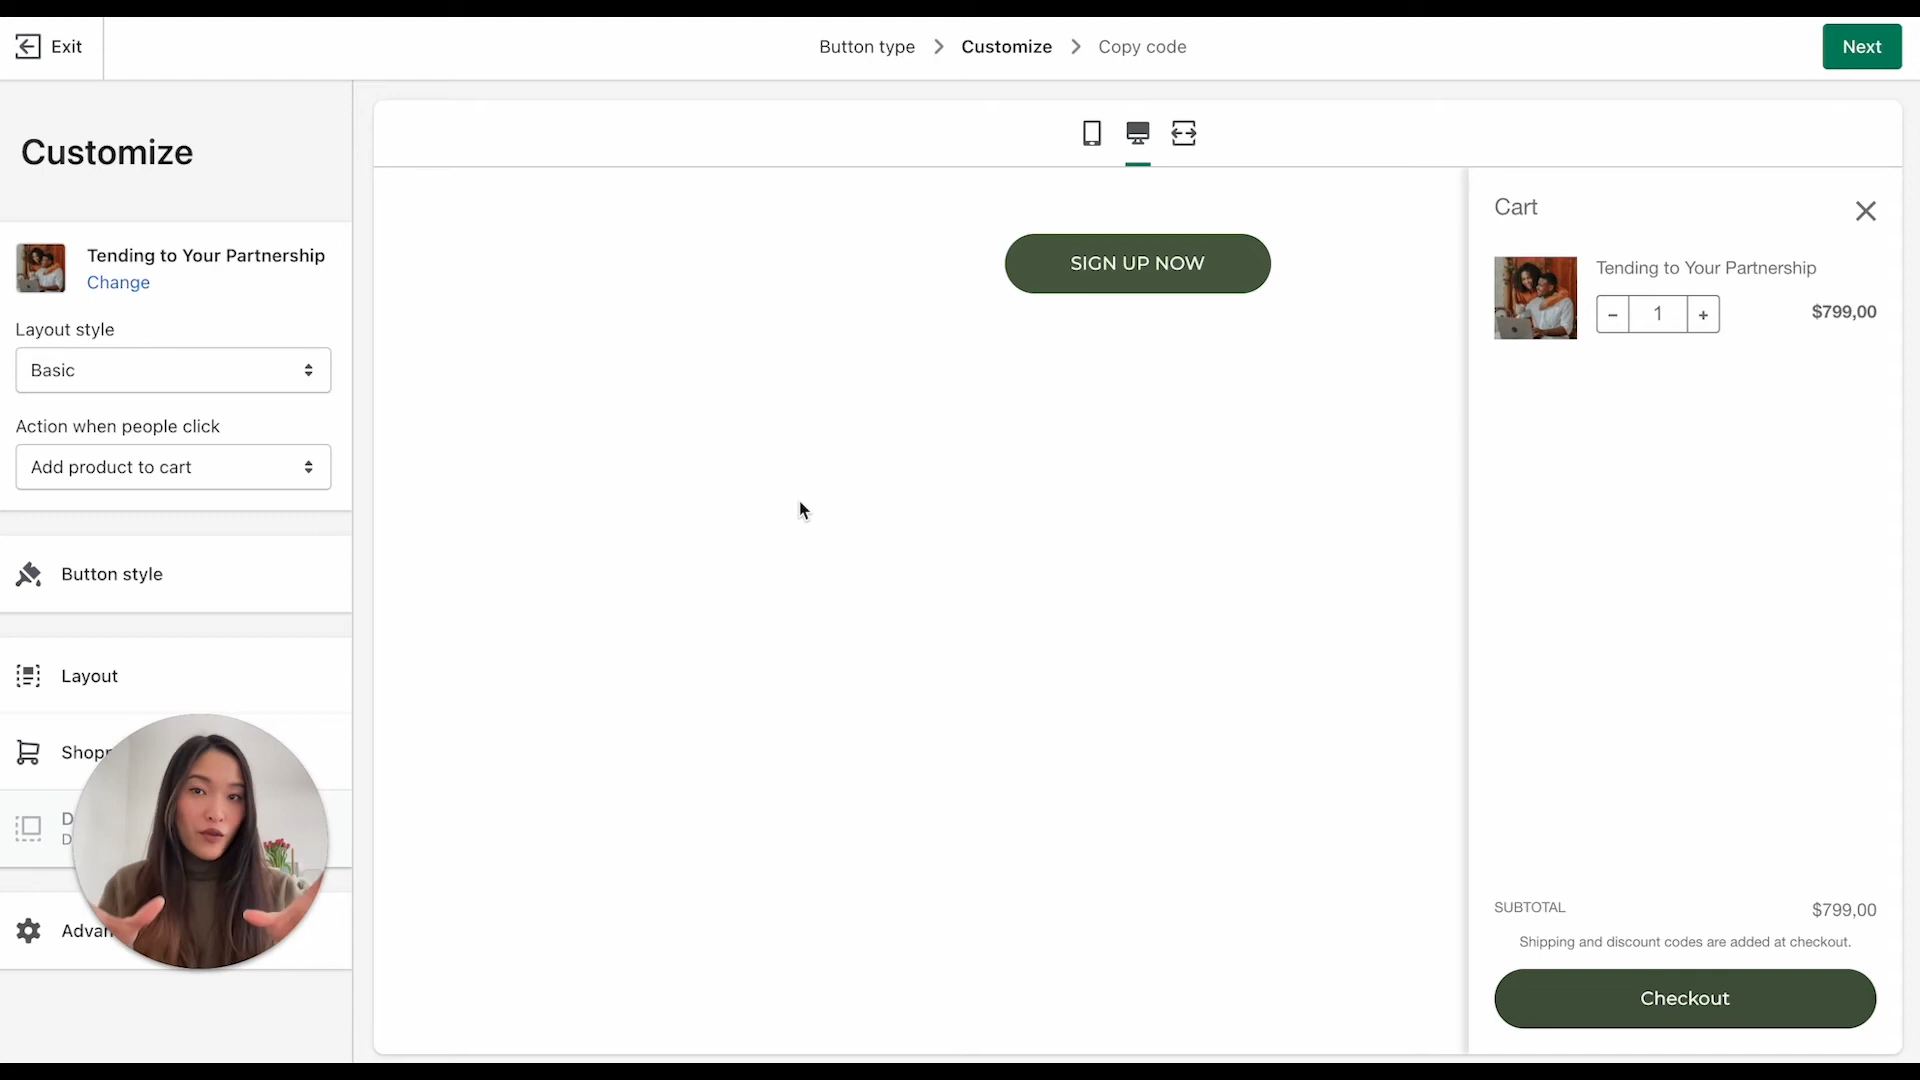 Exit
Button type
Customize
Copy code
Next
Customize
Tending to Your Partnership
Change
Layout style
Basic
Action when people click
Add product to cart
Button style
Layout
SIGN UP NOW
Cart
Tending to Your Partnership
- 1 +
$799,00
SUBTOTAL
$799,00
Shipping and discount codes are added at checkout.
Checkout